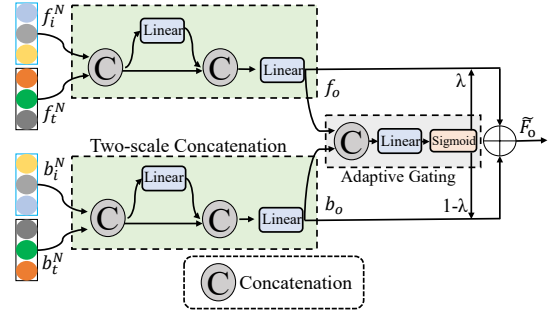 f_i^N
Linear
C
C
Linear
f_t^N
f_o
λ
Two-scale Concatenation
C
Linear
Sigmoid
F̃_o
Adaptive Gating
b_i^N
Linear
C
C
Linear
b_o
1-λ
b_t^N
C Concatenation